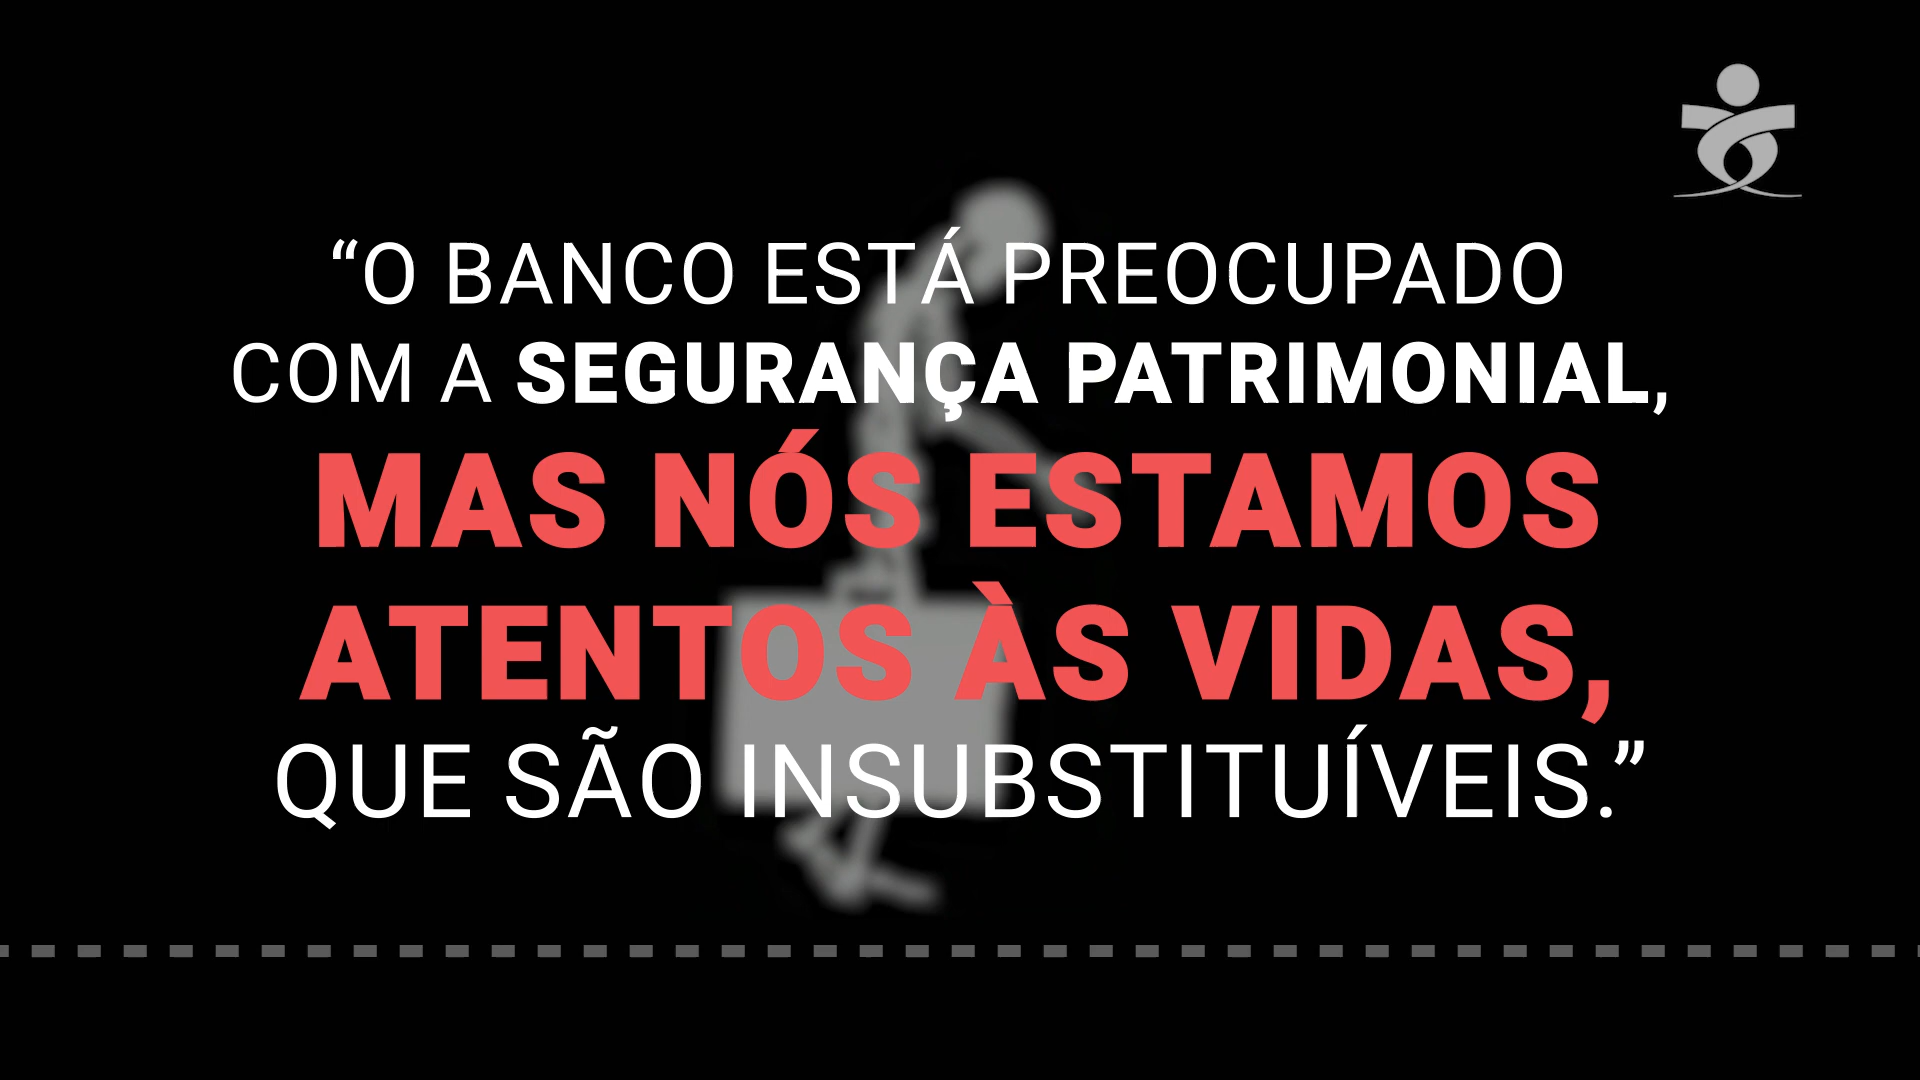 “O BANCO ESTÁ PREOCUPADO
COM A SEGURANÇA PATRIMONIAL,
MAS NÓS ESTAMOS
ATENTOS ÀS VIDAS,
QUE SÃO INSUBSTITUÍVEIS.”